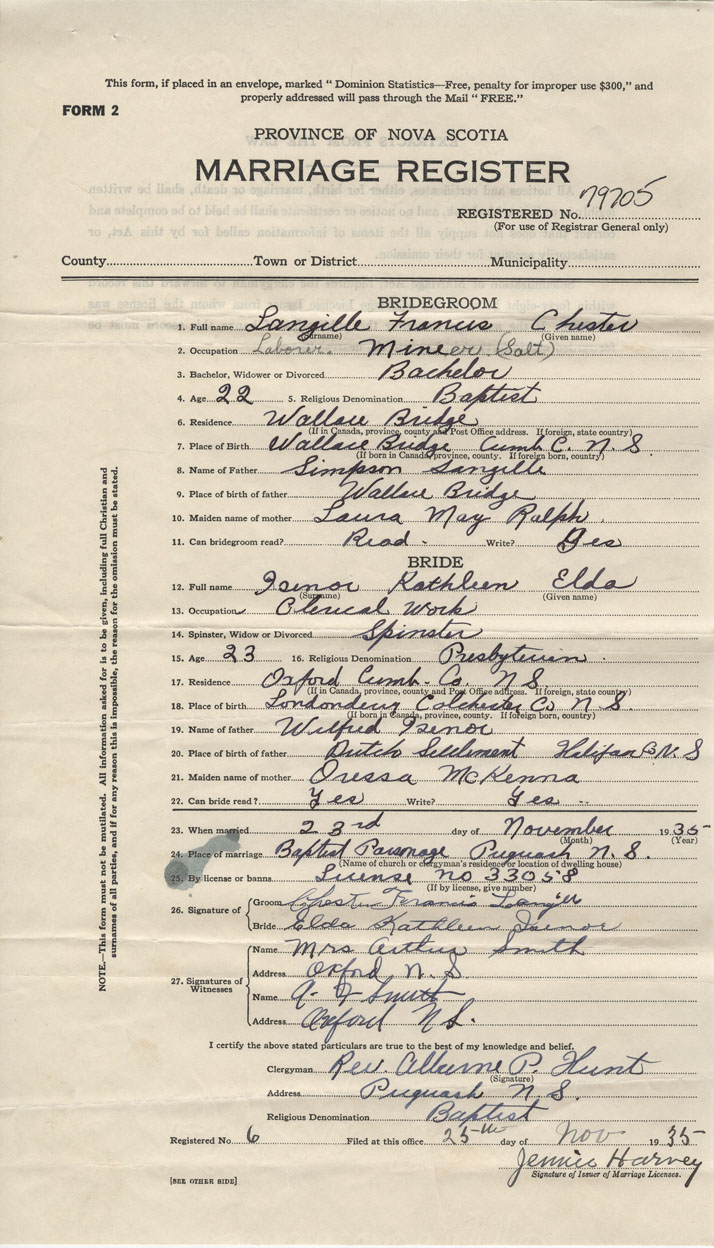 This form, if placed in an envelope, marked " Dominion Statistics—Free, penalty for improper use $300," and
properly addressed will pass through the Mail " FREE."
FORM 2
PROVINCE OF NOVA SCOTIA
MARRIAGE REGISTER
REGISTERED No. 79705
(For use of Registrar General only)
County Town or District Municipality
BRIDEGROOM
1. Full name Langille Francis Chester
(Surname) (Given name)
2. Occupation Laborer. Mineer (Salt)
3. Bachelor, Widower or Divorced Bachelor
4. Age 22 5. Religious Denomination Baptist
6. Residence Wallace Bridge
(If in Canada, province, county and Post Office address. If foreign, state country)
7. Place of Birth Wallace Bridge Cumb. C. N. S.
(If born in Canada, province, county. If foreign born, country)
8. Name of Father Simpson Langille
9. Place of birth of father Wallace Bridge
10. Maiden name of mother Laura May Ralph.
11. Can bridegroom read? Read - Write? Yes
BRIDE
12. Full name Isenor Kathleen Elda
(Surname) (Given name)
13. Occupation Clerical Work
14. Spinster, Widow or Divorced Spinster
15. Age 23 16. Religious Denomination Presbyterian.
17. Residence Oxford Cumb. Co. N. S.
(If in Canada, province, county and Post Office address. If foreign, state county)
18. Place of birth Londonderry Colchester Co N. S.
(If born in Canada, province, county. If foreign born, country)
19. Name of father Wilfred Isenor
20. Place of birth of father Dutch Settlement Halifax Co N. S
21. Maiden name of mother Oressa McKenna
22. Can bride read? Yes Write? Yes
23. When married 23rd day of November 1935
(Month) (Year)
24. Place of marriage Baptist Parsonage Pugwash N. S.
(Name of church or clergyman's residence or location of dwelling house)
25. By license or banns License no 33058
(If by license, give number)
26. Signature of Groom Chester Francis Langille
Bride Elda Kathleen Isenor
27. Signatures of Witnesses Name Mrs Arthur Smith
Address Oxford N. S.
Name A. F Smith
Address Oxford N S.
I certify the above stated particulars are true to the best of my knowledge and belief.
Clergyman Rev. Alburne P. Hunt
(Signature)
Address Pugwash N. S.
Religious Denomination Baptist
Registered No. 6 Filed at this office 25th day of Nov 1935
Jennie Harvey
Signature of Issuer of Marriage Licenses.
[SEE OTHER SIDE]
NOTE.—This form must not be mutilated. All information asked for is to be given, including full Christian and
surnames of all parties, and if for any reason this is impossible, the reason for the omission must be stated.